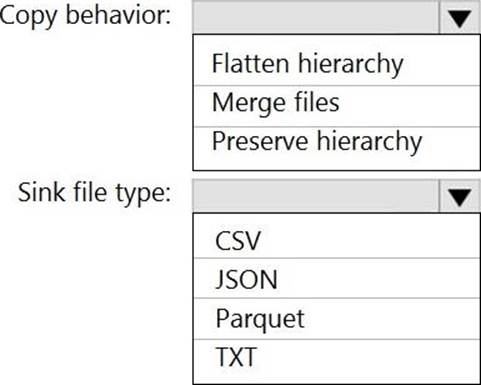 Copy behavior:
Flatten hierarchy
Merge files
Preserve hierarchy
Sink file type:
CSV
JSON
Parquet
TXT